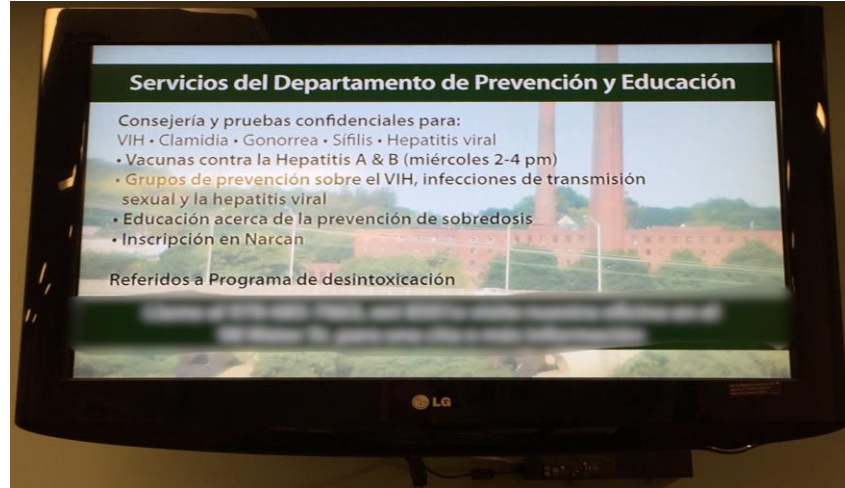 Servicios del Departamento de Prevención y Educación
Consejería y pruebas confidenciales para:
VIH • Clamidia • Gonorrea • Sífilis • Hepatitis viral
• Vacunas contra la Hepatitis A & B (miércoles 2-4 pm)
• Grupos de prevención sobre el VIH, infecciones de transmisión
sexual y la hepatitis viral
• Educación acerca de la prevención de sobredosis
• Inscripción en Narcan
Referidos a Programa de desintoxicación
LG